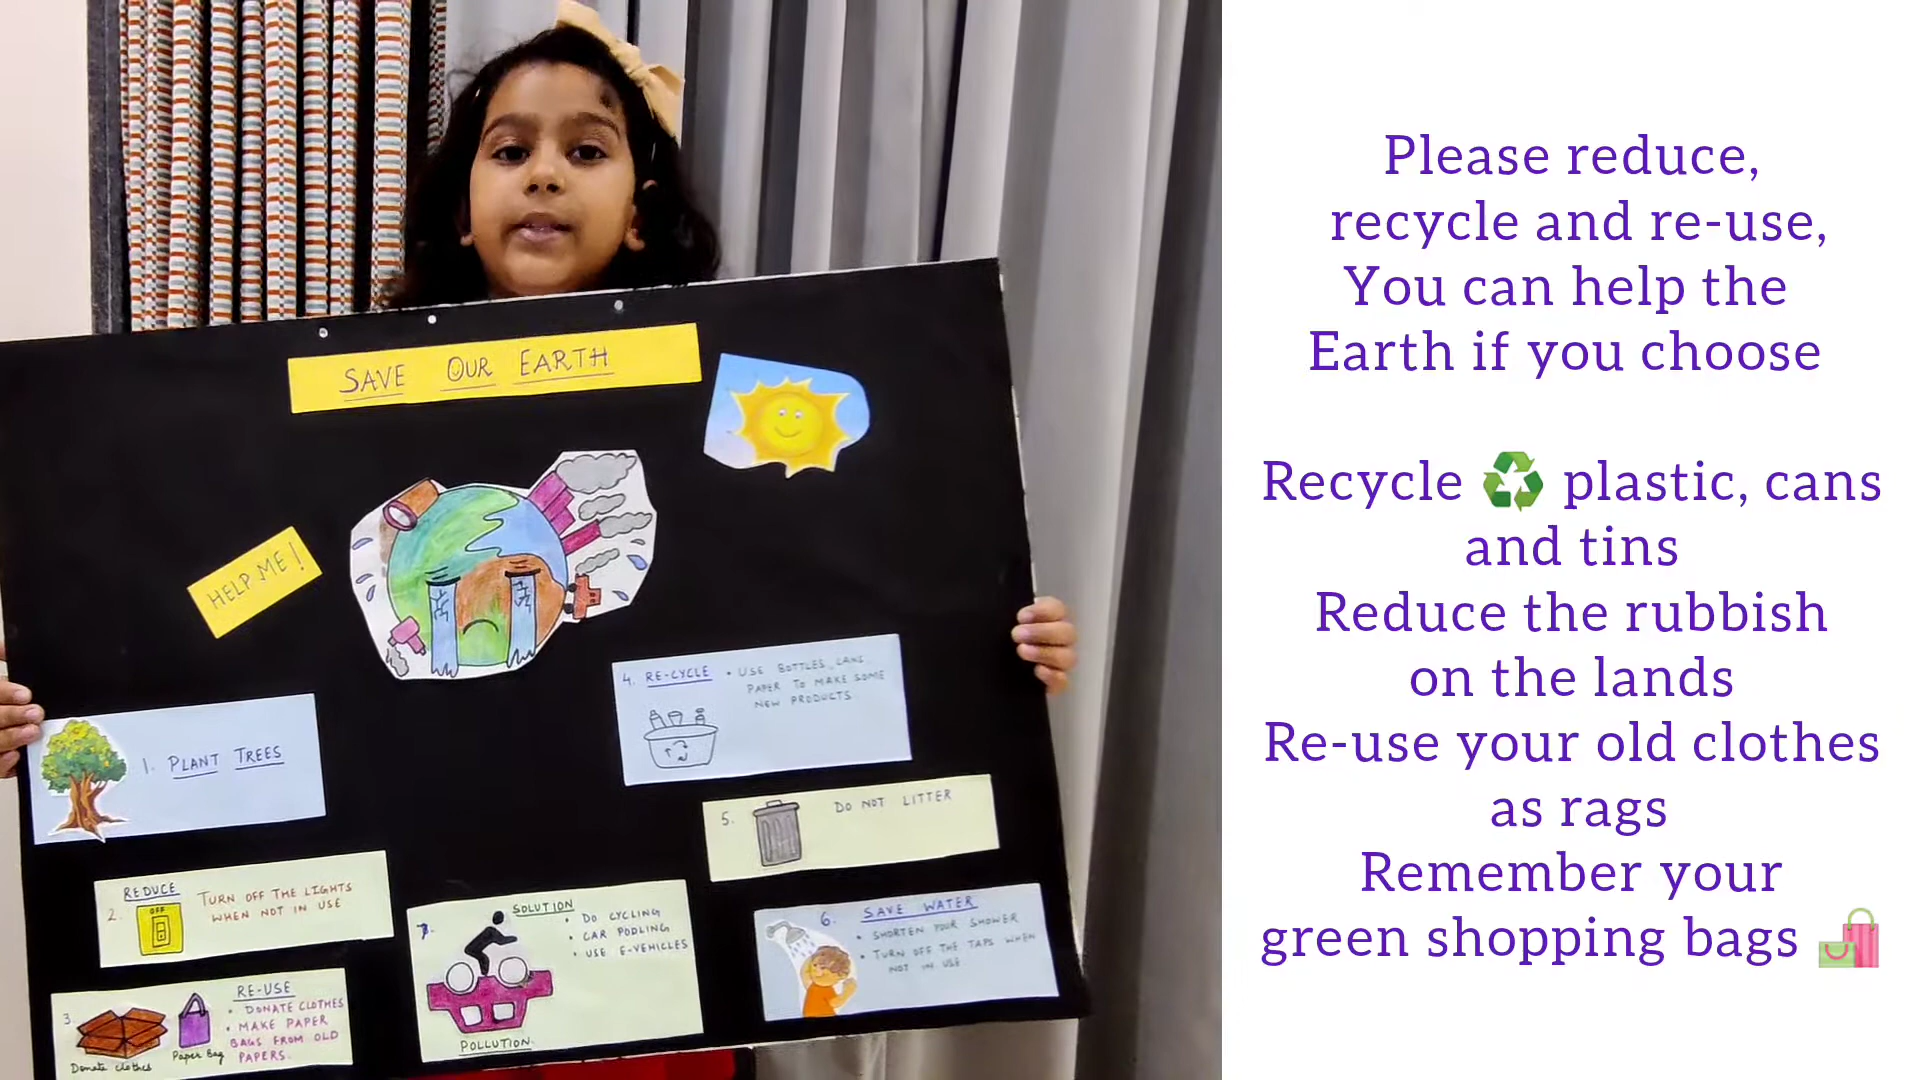 SAVE OUR EARTH
HELP ME!
1. PLANT TREES
2. REDUCE
OFF
TURN OFF THE LIGHTS
WHEN NOT IN USE
3. RE-USE
• DONATE CLOTHES
• MAKE PAPER
BAGS FROM OLD
PAPERS.
Donate clothes
Paper Bag
4. RE-CYCLE
• USE BOTTLES, CANS,
PAPER TO MAKE SOME
NEW PRODUCTS
5. DO NOT LITTER
6. SAVE WATER
• SHORTEN YOUR SHOWER
• TURN OFF THE TAPS WHEN
NOT IN USE
7. SOLUTION
• DO CYCLING
• CAR POOLING
• USE E-VEHICLES
POLLUTION
Please reduce,
recycle and re-use,
You can help the
Earth if you choose
Recycle ♻️ plastic, cans
and tins
Reduce the rubbish
on the lands
Re-use your old clothes
as rags
Remember your
green shopping bags 🛍️